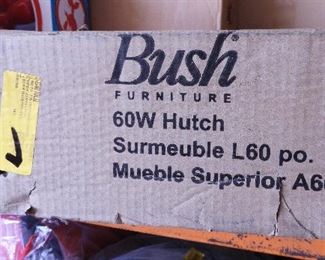 Bush
FURNITURE
60W Hutch
Surmeuble L60 po.
Mueble Superior A6